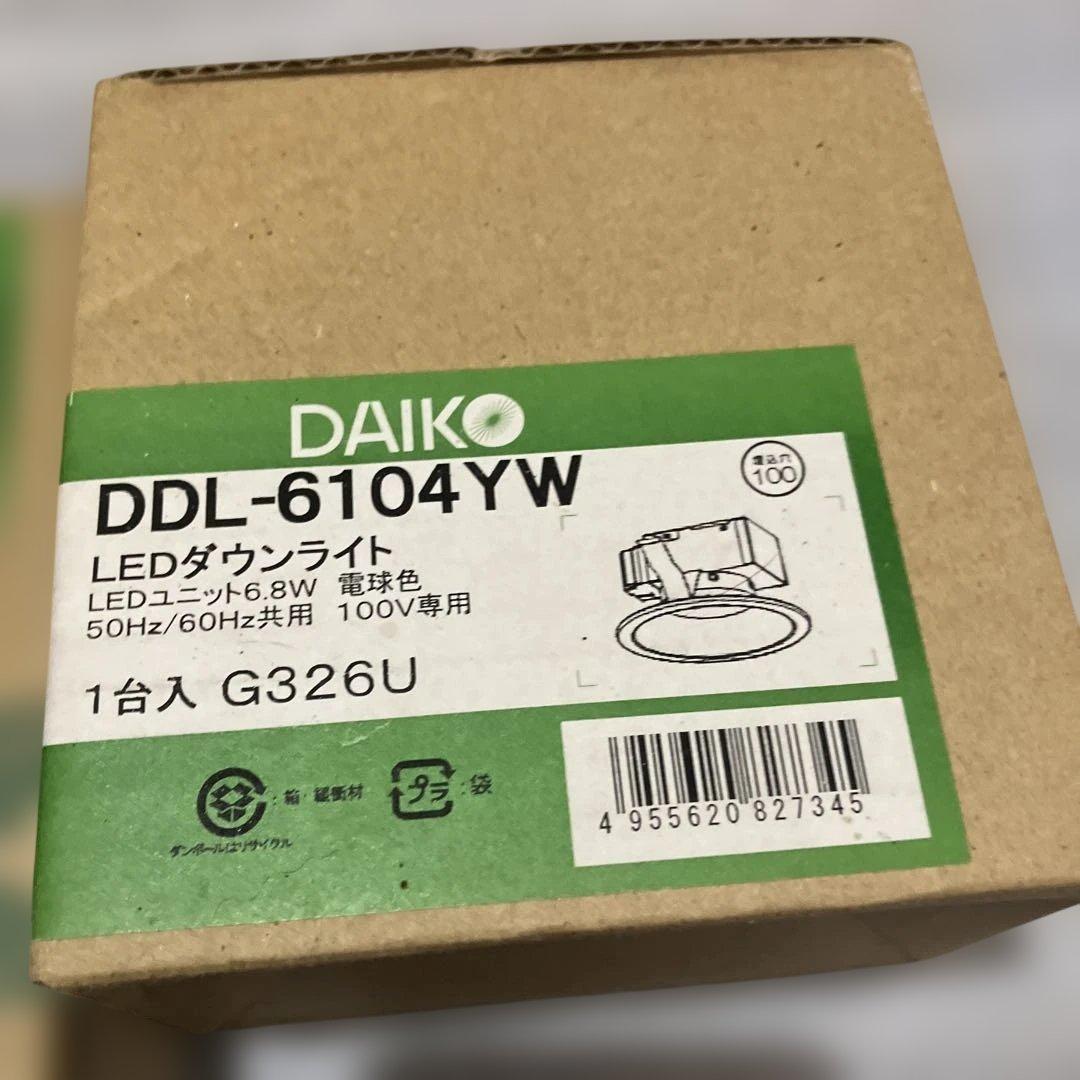 DAIKO
DDL-6104YW
埋込穴
100
LEDダウンライト
LEDユニット6.8W 電球色
50Hz/60Hz共用 100V専用
1台入 G326U
:箱・緩衝材
プラ :袋
ダンボールはリサイクル
4 955620 827345